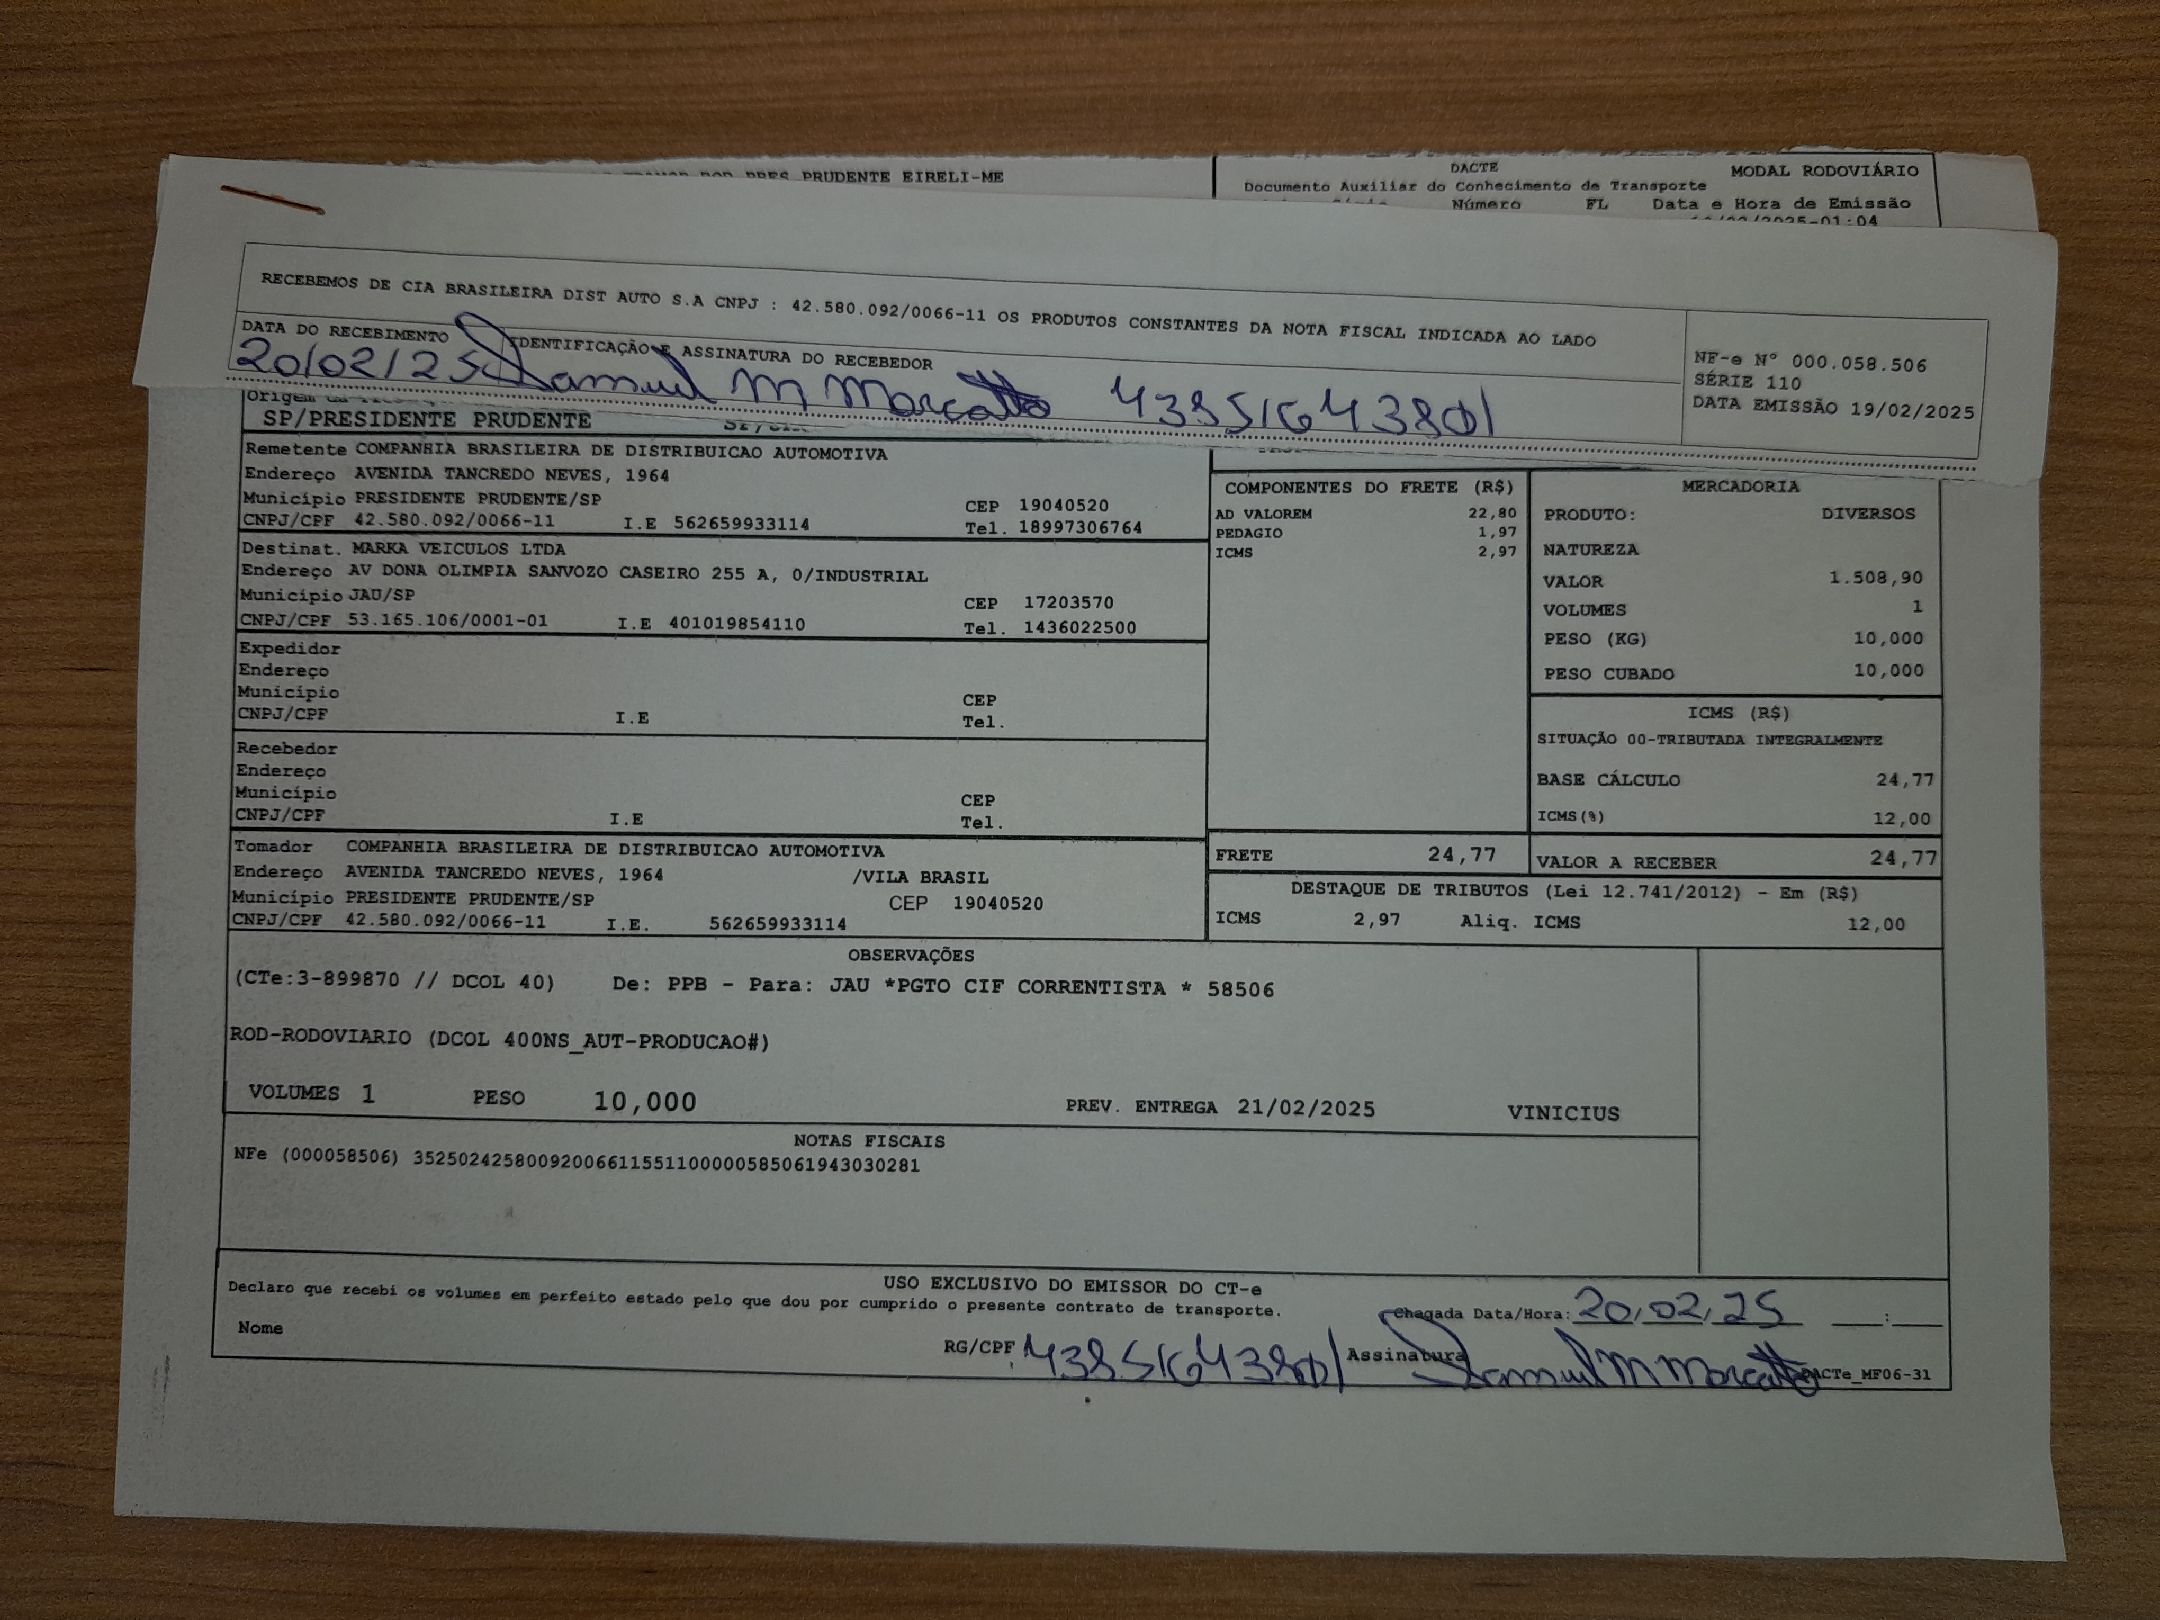 PRES PRUDENTE EIRELI-ME
DACTE
MODAL RODOVIÁRIO
Documento Auxiliar do Conhecimento de Transporte
Número FL Data e Hora de Emissão
RECEBEMOS DE CIA BRASILEIRA DIST AUTO S.A CNPJ : 42.580.092/0066-11 OS PRODUTOS CONSTANTES DA NOTA FISCAL INDICADA AO LADO
DATA DO RECEBIMENTO IDENTIFICAÇÃO E ASSINATURA DO RECEBEDOR
20/02/25 Samuel M Marcatto
NF-e Nº 000.058.506
SÉRIE 110
DATA EMISSÃO 19/02/2025
Origem
SP/PRESIDENTE PRUDENTE
Remetente COMPANHIA BRASILEIRA DE DISTRIBUICAO AUTOMOTIVA
Endereço AVENIDA TANCREDO NEVES, 1964
Município PRESIDENTE PRUDENTE/SP CEP 19040520
CNPJ/CPF 42.580.092/0066-11 I.E 562659933114 Tel. 18997306764
Destinat. MARKA VEICULOS LTDA
Endereço AV DONA OLIMPIA SANVOZO CASEIRO 255 A, 0/INDUSTRIAL
Município JAU/SP CEP 17203570
CNPJ/CPF 53.165.106/0001-01 I.E 401019854110 Tel. 1436022500
Expedidor
Endereço
Município CEP
CNPJ/CPF I.E Tel.
Recebedor
Endereço
Município CEP
CNPJ/CPF I.E Tel.
Tomador COMPANHIA BRASILEIRA DE DISTRIBUICAO AUTOMOTIVA
Endereço AVENIDA TANCREDO NEVES, 1964 /VILA BRASIL
Município PRESIDENTE PRUDENTE/SP CEP 19040520
CNPJ/CPF 42.580.092/0066-11 I.E. 562659933114
COMPONENTES DO FRETE (R$)
AD VALOREM 22,80
PEDAGIO 1,97
ICMS 2,97
MERCADORIA
PRODUTO: DIVERSOS
NATUREZA
VALOR 1.508,90
VOLUMES 1
PESO (KG) 10,000
PESO CUBADO 10,000
ICMS (R$)
SITUAÇÃO 00-TRIBUTADA INTEGRALMENTE
BASE CÁLCULO 24,77
ICMS(%) 12,00
FRETE 24,77 VALOR A RECEBER 24,77
DESTAQUE DE TRIBUTOS (Lei 12.741/2012) - Em (R$)
ICMS 2,97 Aliq. ICMS 12,00
OBSERVAÇÕES
(CTe:3-899870 // DCOL 40) De: PPB - Para: JAU *PGTO CIF CORRENTISTA * 58506
ROD-RODOVIARIO (DCOL 400NS_AUT-PRODUCAO#)
VOLUMES 1 PESO 10,000 PREV. ENTREGA 21/02/2025 VINICIUS
NOTAS FISCAIS
NFe (000058506) 35250242580092006611551100000585061943030281
USO EXCLUSIVO DO EMISSOR DO CT-e
Declaro que recebi os volumes em perfeito estado pelo que dou por cumprido o presente contrato de transporte.
Chegada Data/Hora: 20/02/25 ____:____
Nome
RG/CPF Assinatura Samuel M Marcatto
DACTe_MF06-31